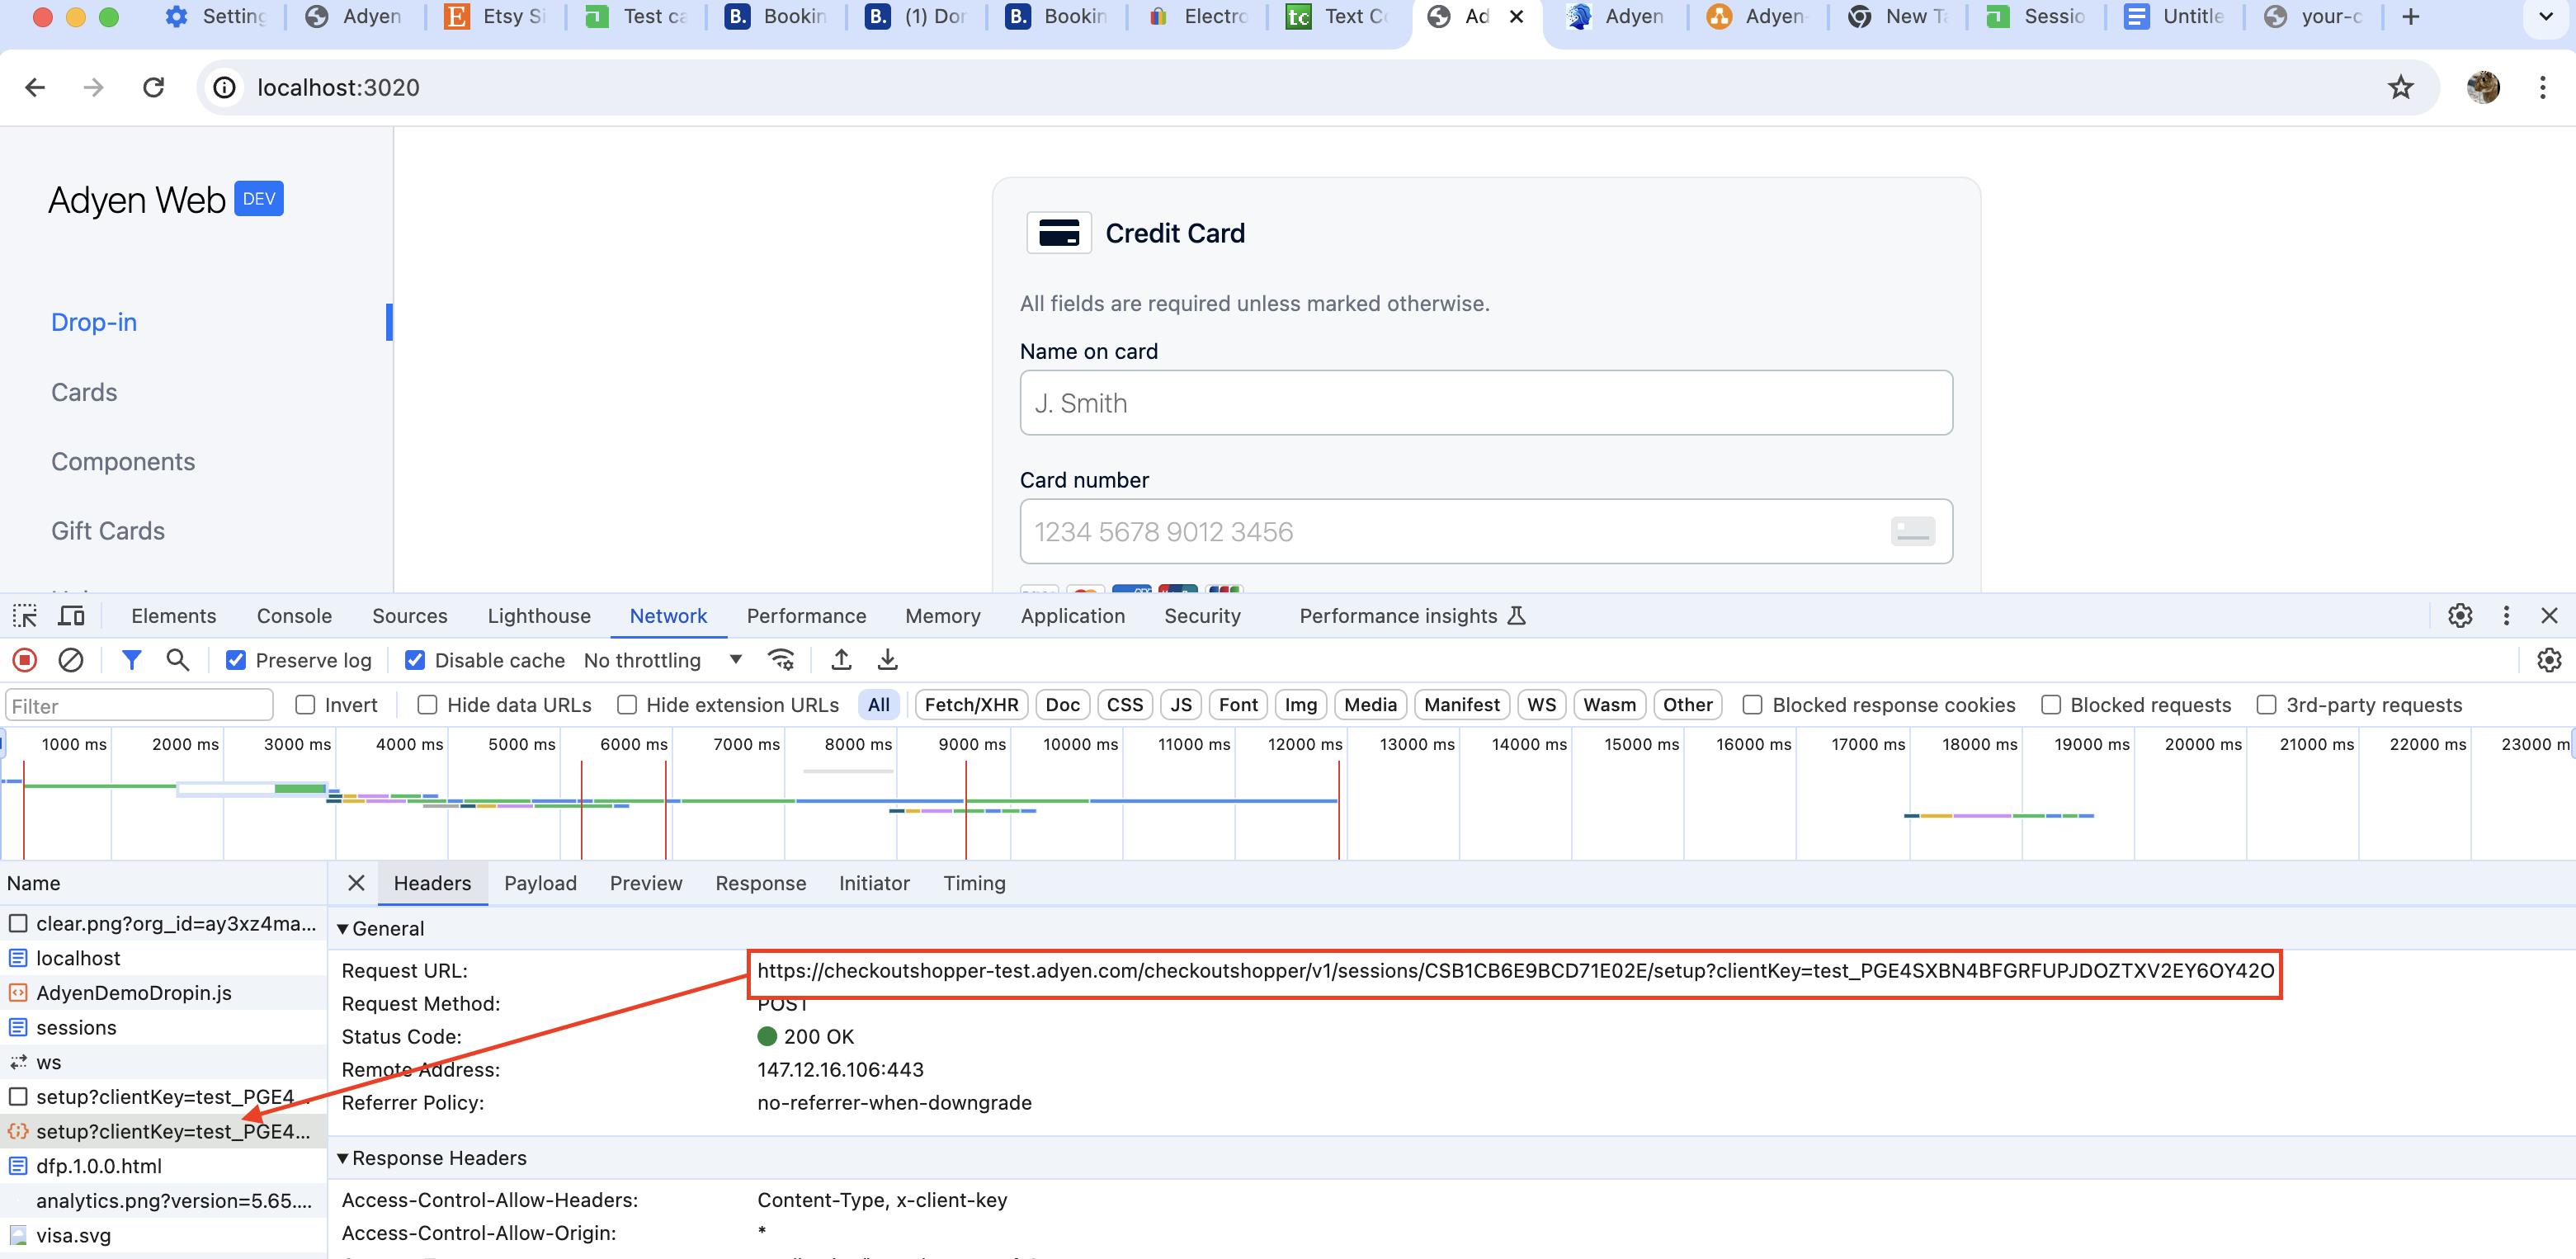 Setting Adyen Etsy Si Test ca Bookin (1) Dor Bookin Electro Text Co Ad Adyen Adyen- New Ta Sessio Untitle your-c
localhost:3020
Adyen Web DEV
Drop-in
Cards
Components
Gift Cards
Credit Card
All fields are required unless marked otherwise.
Name on card
J. Smith
Card number
1234 5678 9012 3456
Elements Console Sources Lighthouse Network Performance Memory Application Security Performance insights
Preserve log Disable cache No throttling
Filter Invert Hide data URLs Hide extension URLs All Fetch/XHR Doc CSS JS Font Img Media Manifest WS Wasm Other Blocked response cookies Blocked requests 3rd-party requests
1000 ms 2000 ms 3000 ms 4000 ms 5000 ms 6000 ms 7000 ms 8000 ms 9000 ms 10000 ms 11000 ms 12000 ms 13000 ms 14000 ms 15000 ms 16000 ms 17000 ms 18000 ms 19000 ms 20000 ms 21000 ms 22000 ms 23000 m
Name
clear.png?org_id=ay3xz4ma...
localhost
AdyenDemoDropin.js
sessions
ws
setup?clientKey=test_PGE4...
setup?clientKey=test_PGE4...
dfp.1.0.0.html
analytics.png?version=5.65....
visa.svg
Headers Payload Preview Response Initiator Timing
General
Request URL: https://checkoutshopper-test.adyen.com/checkoutshopper/v1/sessions/CSB1CB6E9BCD71E02E/setup?clientKey=test_PGE4SXBN4BFGRFUPJDOZTXV2EY6OY42O
Request Method: POST
Status Code: 200 OK
Remote Address: 147.12.16.106:443
Referrer Policy: no-referrer-when-downgrade
Response Headers
Access-Control-Allow-Headers: Content-Type, x-client-key
Access-Control-Allow-Origin: *